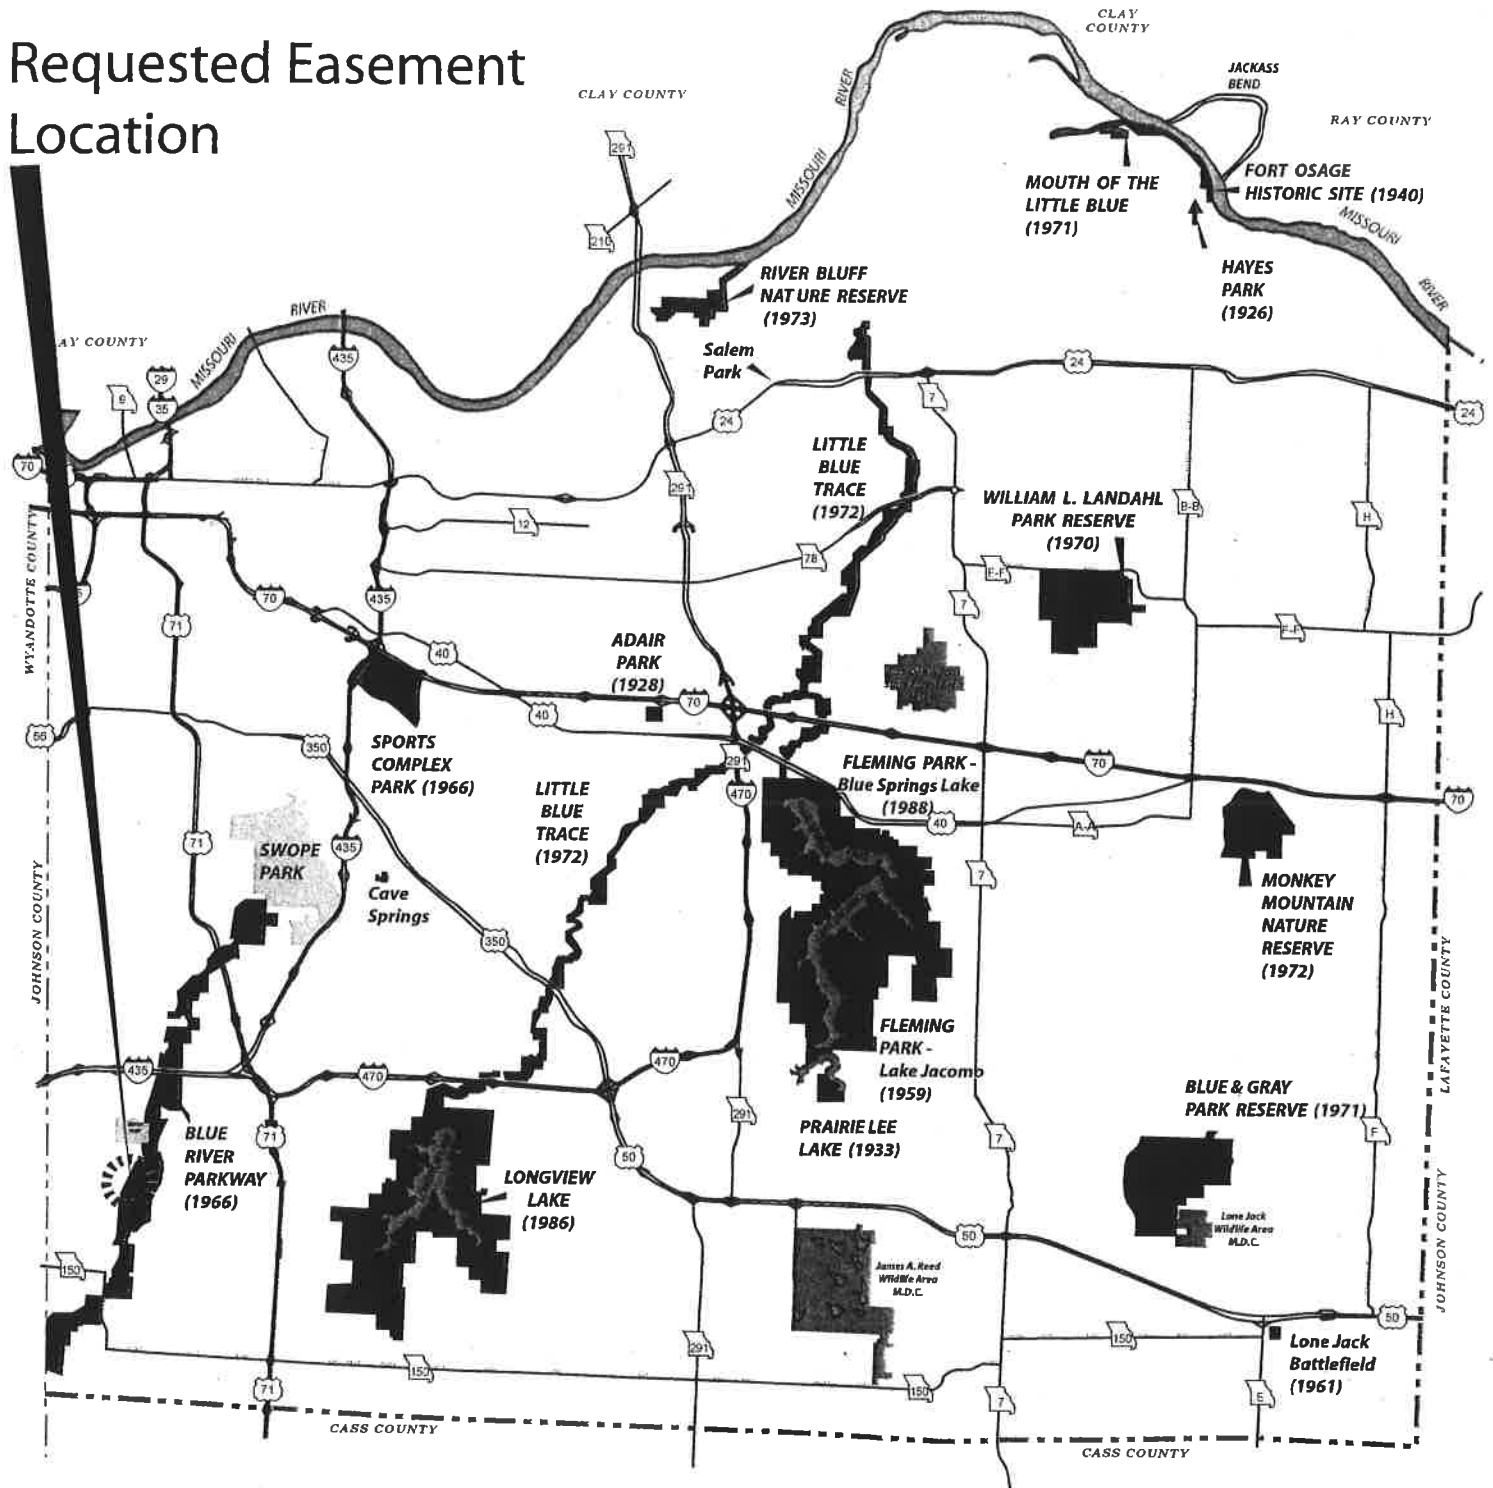 Requested Easement
Location
CLAY
COUNTY
CLAY COUNTY
JACKASS
BEND
RAY COUNTY
RIVER
MISSOURI
291
210
MOUTH OF THE
LITTLE BLUE
(1971)
FORT OSAGE
HISTORIC SITE (1940)
MISSOURI
RIVER
HAYES
PARK
(1926)
RIVER BLUFF
NATURE RESERVE
(1973)
RIVER
MISSOURI
AY COUNTY
435
29
35
9
70
Salem
Park
24
7
24
24
LITTLE
BLUE
TRACE
(1972)
291
12
78
WILLIAM L. LANDAHL
PARK RESERVE
(1970)
B-B
H
F-F
7
F-F
WYANDOTTE COUNTY
5
70
435
71
40
ADAIR
PARK
(1928)
70
40
H
56
350
SPORTS
COMPLEX
PARK (1966)
291
470
LITTLE
BLUE
TRACE
(1972)
FLEMING PARK -
Blue Springs Lake
(1988)
40
70
A-A
70
71
SWOPE
PARK
435
Cave
Springs
350
7
MONKEY
MOUNTAIN
NATURE
RESERVE
(1972)
JOHNSON COUNTY
LAFAYETTE COUNTY
FLEMING
PARK -
Lake Jacomo
(1959)
435
470
470
291
BLUE & GRAY
PARK RESERVE (1971)
F
PRAIRIE LEE
LAKE (1933)
7
71
BLUE
RIVER
PARKWAY
(1966)
50
LONGVIEW
LAKE
(1986)
Lone Jack
Wildlife Area
M.D.C.
50
James A. Reed
Wildlife Area
M.D.C.
JOHNSON COUNTY
150
50
150
Lone Jack
Battlefield
(1961)
291
150
150
71
7
5
CASS COUNTY
CASS COUNTY